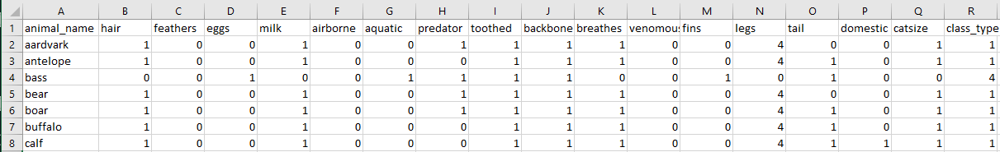 A B C D E F G H I J K L M N O P Q R
1 animal_name hair feathers eggs milk airborne aquatic predator toothed backbone breathes venomous fins legs tail domestic catsize class_type
2 aardvark 1 0 0 1 0 0 1 1 1 1 0 0 4 0 0 1 1
3 antelope 1 0 0 1 0 0 0 1 1 1 0 0 4 1 0 1 1
4 bass 0 0 1 0 0 1 1 1 1 0 0 1 0 1 0 0 4
5 bear 1 0 0 1 0 0 1 1 1 1 0 0 4 0 0 1 1
6 boar 1 0 0 1 0 0 1 1 1 1 0 0 4 1 0 1 1
7 buffalo 1 0 0 1 0 0 0 1 1 1 0 0 4 1 0 1 1
8 calf 1 0 0 1 0 0 0 1 1 1 0 0 4 1 1 1 1